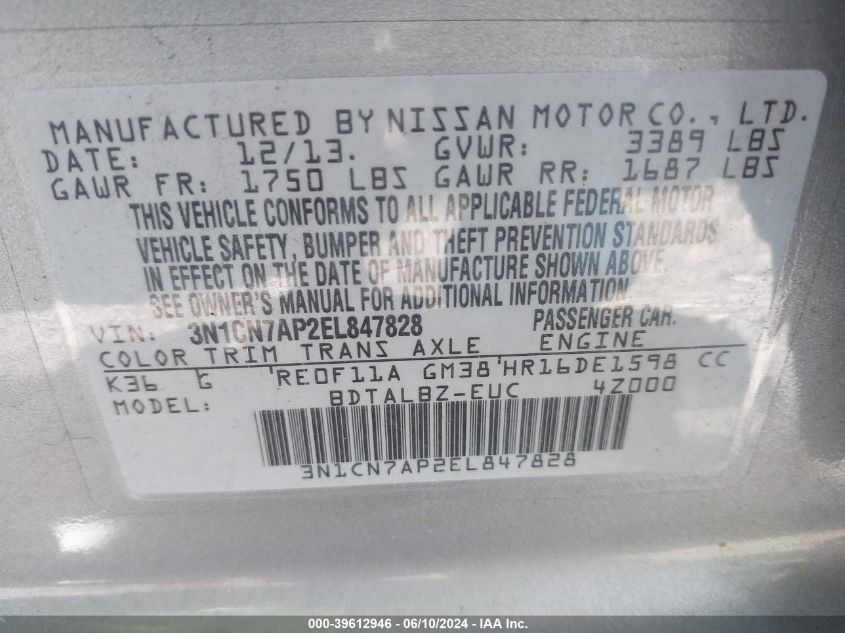 MANUFACTURED BY NISSAN MOTOR CO., LTD.
DATE: 12/13. GVWR: 3389 LBS
GAWR FR: 1750 LBS GAWR RR: 1687 LBS
THIS VEHICLE CONFORMS TO ALL APPLICABLE FEDERAL MOTOR
VEHICLE SAFETY, BUMPER AND THEFT PREVENTION STANDARDS
IN EFFECT ON THE DATE OF MANUFACTURE SHOWN ABOVE.
SEE OWNER'S MANUAL FOR ADDITIONAL INFORMATION.
VIN: 3N1CN7AP2EL847828 PASSENGER CAR.
COLOR TRIM TRANS AXLE ENGINE
K36 G RE0F11A GM38 HR16DE1598 CC
MODEL: BDTALBZ-EUC 4Z000
3N1CN7AP2EL847828
000-39612946 - 06/10/2024 - IAA Inc.